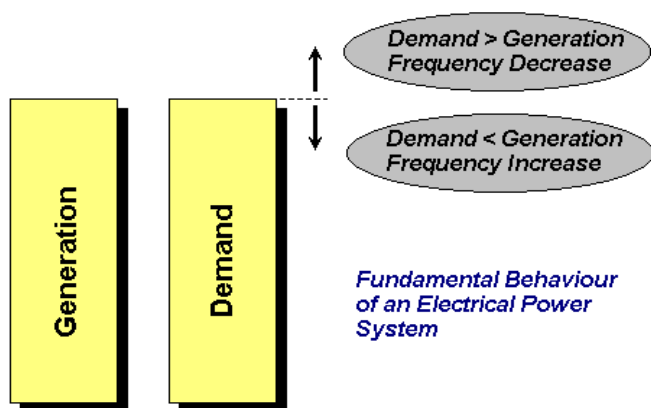 Demand > Generation
Frequency Decrease
Demand < Generation
Frequency Increase
Generation
Demand
Fundamental Behaviour
of an Electrical Power
System